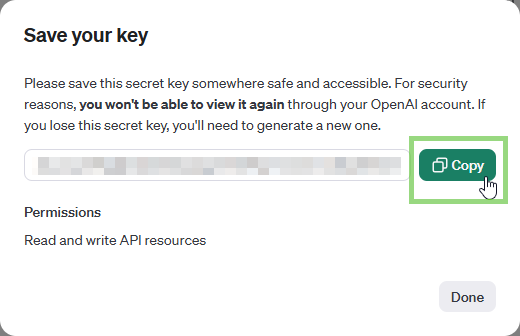 Save your key
Please save this secret key somewhere safe and accessible. For security
reasons, you won't be able to view it again through your OpenAI account. If
you lose this secret key, you'll need to generate a new one.
Copy
Permissions
Read and write API resources
Done